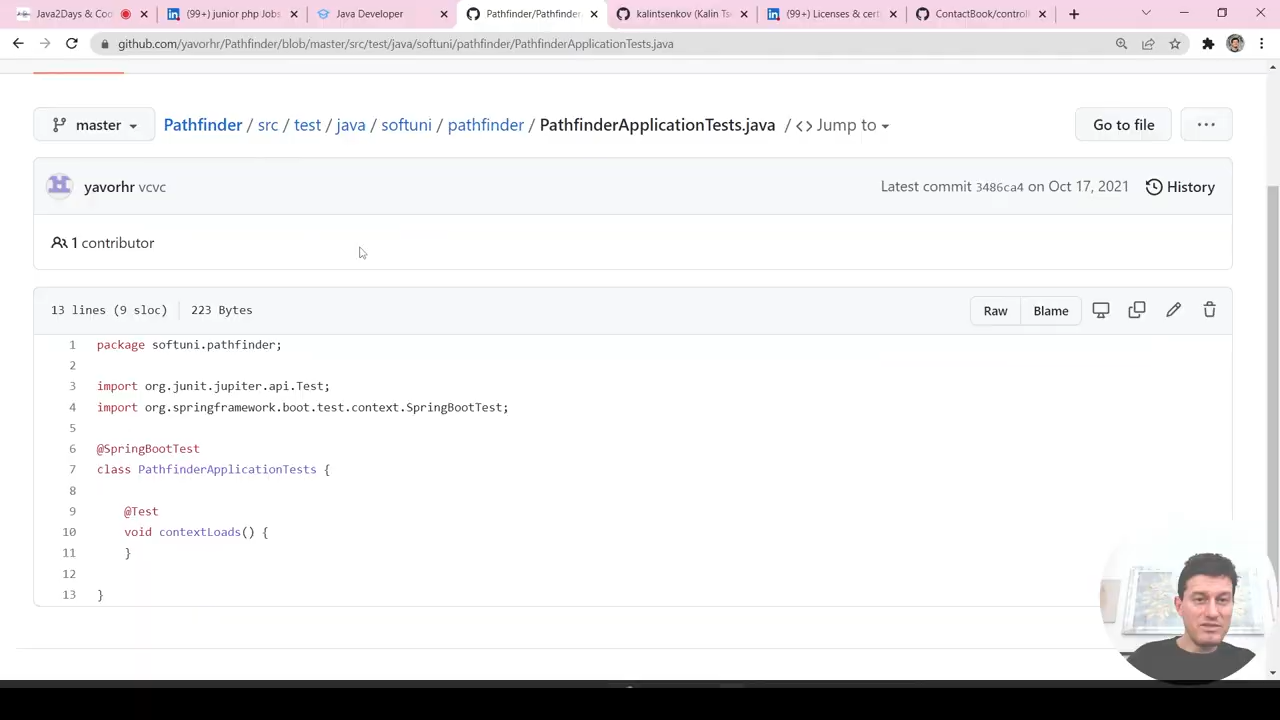 Java2Days & Coc
(99+) junior php Jobs
Java Developer
Pathfinder/Pathfinder
kalintsenkov (Kalin Tse
(99+) Licenses & certi
ContactBook/control
github.com/yavorhr/Pathfinder/blob/master/src/test/java/softuni/pathfinder/PathfinderApplicationTests.java
master Pathfinder / src / test / java / softuni / pathfinder / PathfinderApplicationTests.java / <> Jump to Go to file ...
yavorhr vcvc Latest commit 3486ca4 on Oct 17, 2021 History
1 contributor
13 lines (9 sloc) 223 Bytes Raw Blame
1 package softuni.pathfinder;
2
3 import org.junit.jupiter.api.Test;
4 import org.springframework.boot.test.context.SpringBootTest;
5
6 @SpringBootTest
7 class PathfinderApplicationTests {
8
9 @Test
10 void contextLoads() {
11 }
12
13 }